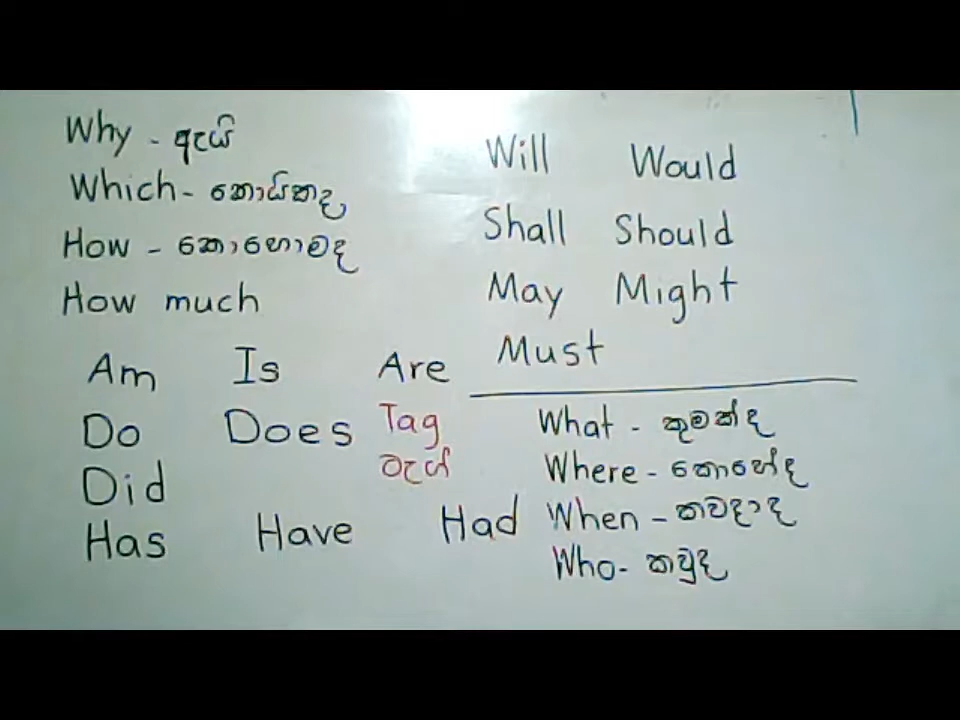 Why - ඇයි
Which - කොයිකද
How - කොහොමද
How much
Will Would
Shall Should
May Might
Must
Am Is Are
Do Does Tag
ටැග්
Did
Has Have Had
What - කුමක්ද
Where - කොහේද
When - කවදාද
Who - කවුද